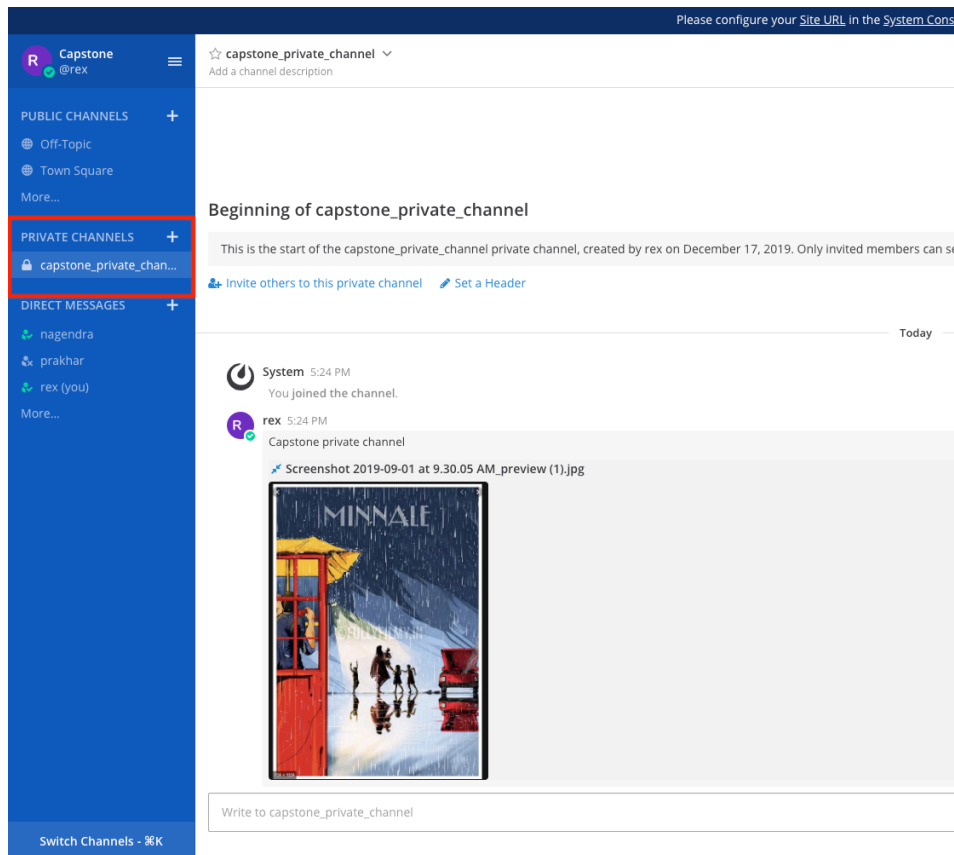 Please configure your Site URL in the System Cons
R
Capstone
@rex
PUBLIC CHANNELS +
Off-Topic
Town Square
More...
PRIVATE CHANNELS +
capstone_private_chan...
DIRECT MESSAGES +
nagendra
prakhar
rex (you)
More...
Switch Channels - ⌘K
capstone_private_channel
Add a channel description
Beginning of capstone_private_channel
This is the start of the capstone_private_channel private channel, created by rex on December 17, 2019. Only invited members can se
Invite others to this private channel Set a Header
Today
System 5:24 PM
You joined the channel.
R
rex 5:24 PM
Capstone private channel
Screenshot 2019-09-01 at 9.30.05 AM_preview (1).jpg
MINNALE
Write to capstone_private_channel